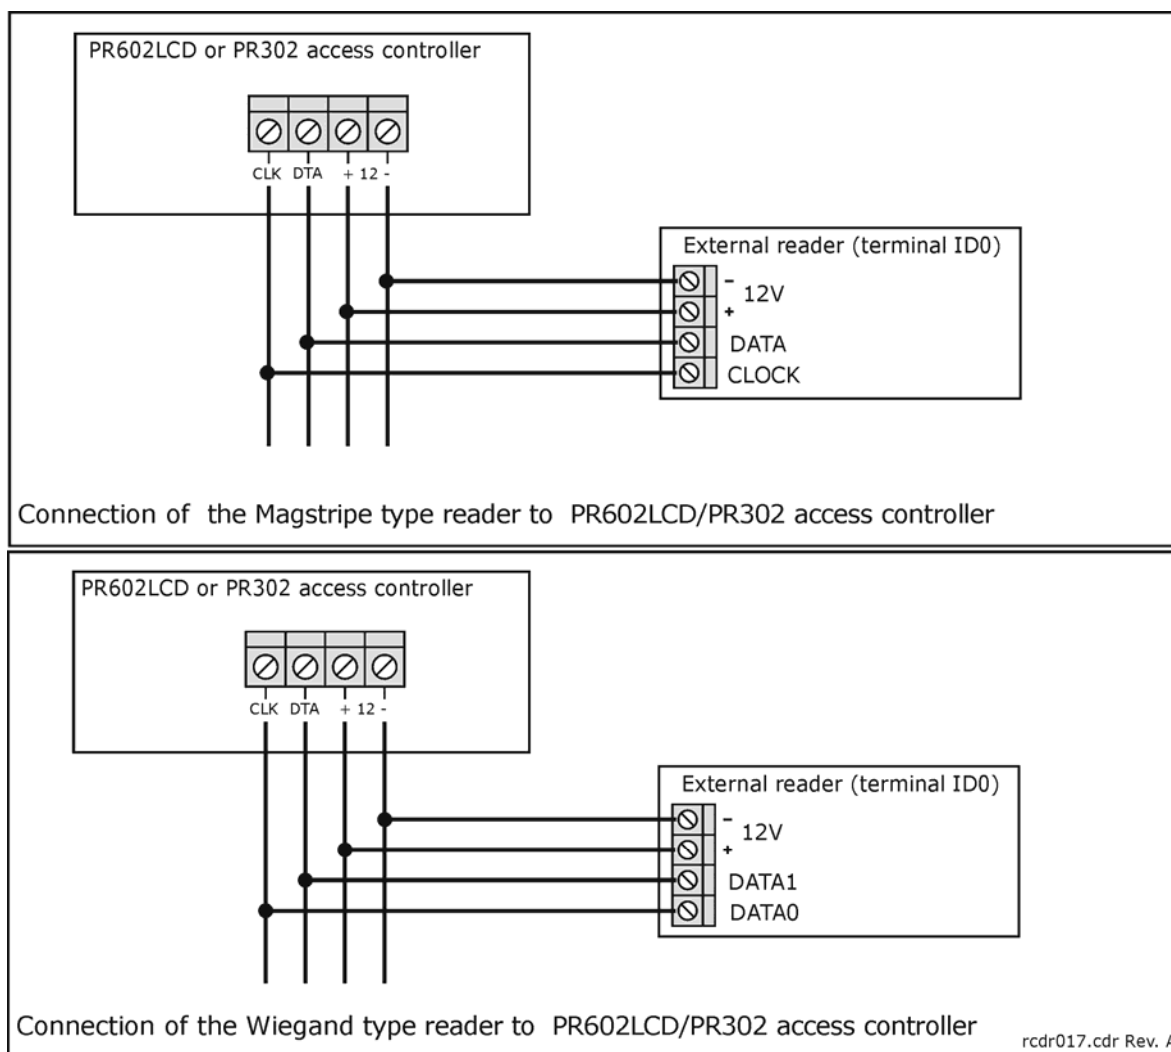 PR602LCD or PR302 access controller
CLK DTA + 12 -
External reader (terminal ID0)
-
12V
+
DATA
CLOCK
Connection of the Magstripe type reader to PR602LCD/PR302 access controller
PR602LCD or PR302 access controller
CLK DTA + 12 -
External reader (terminal ID0)
-
12V
+
DATA1
DATA0
Connection of the Wiegand type reader to PR602LCD/PR302 access controller
rcdr017.cdr Rev. A